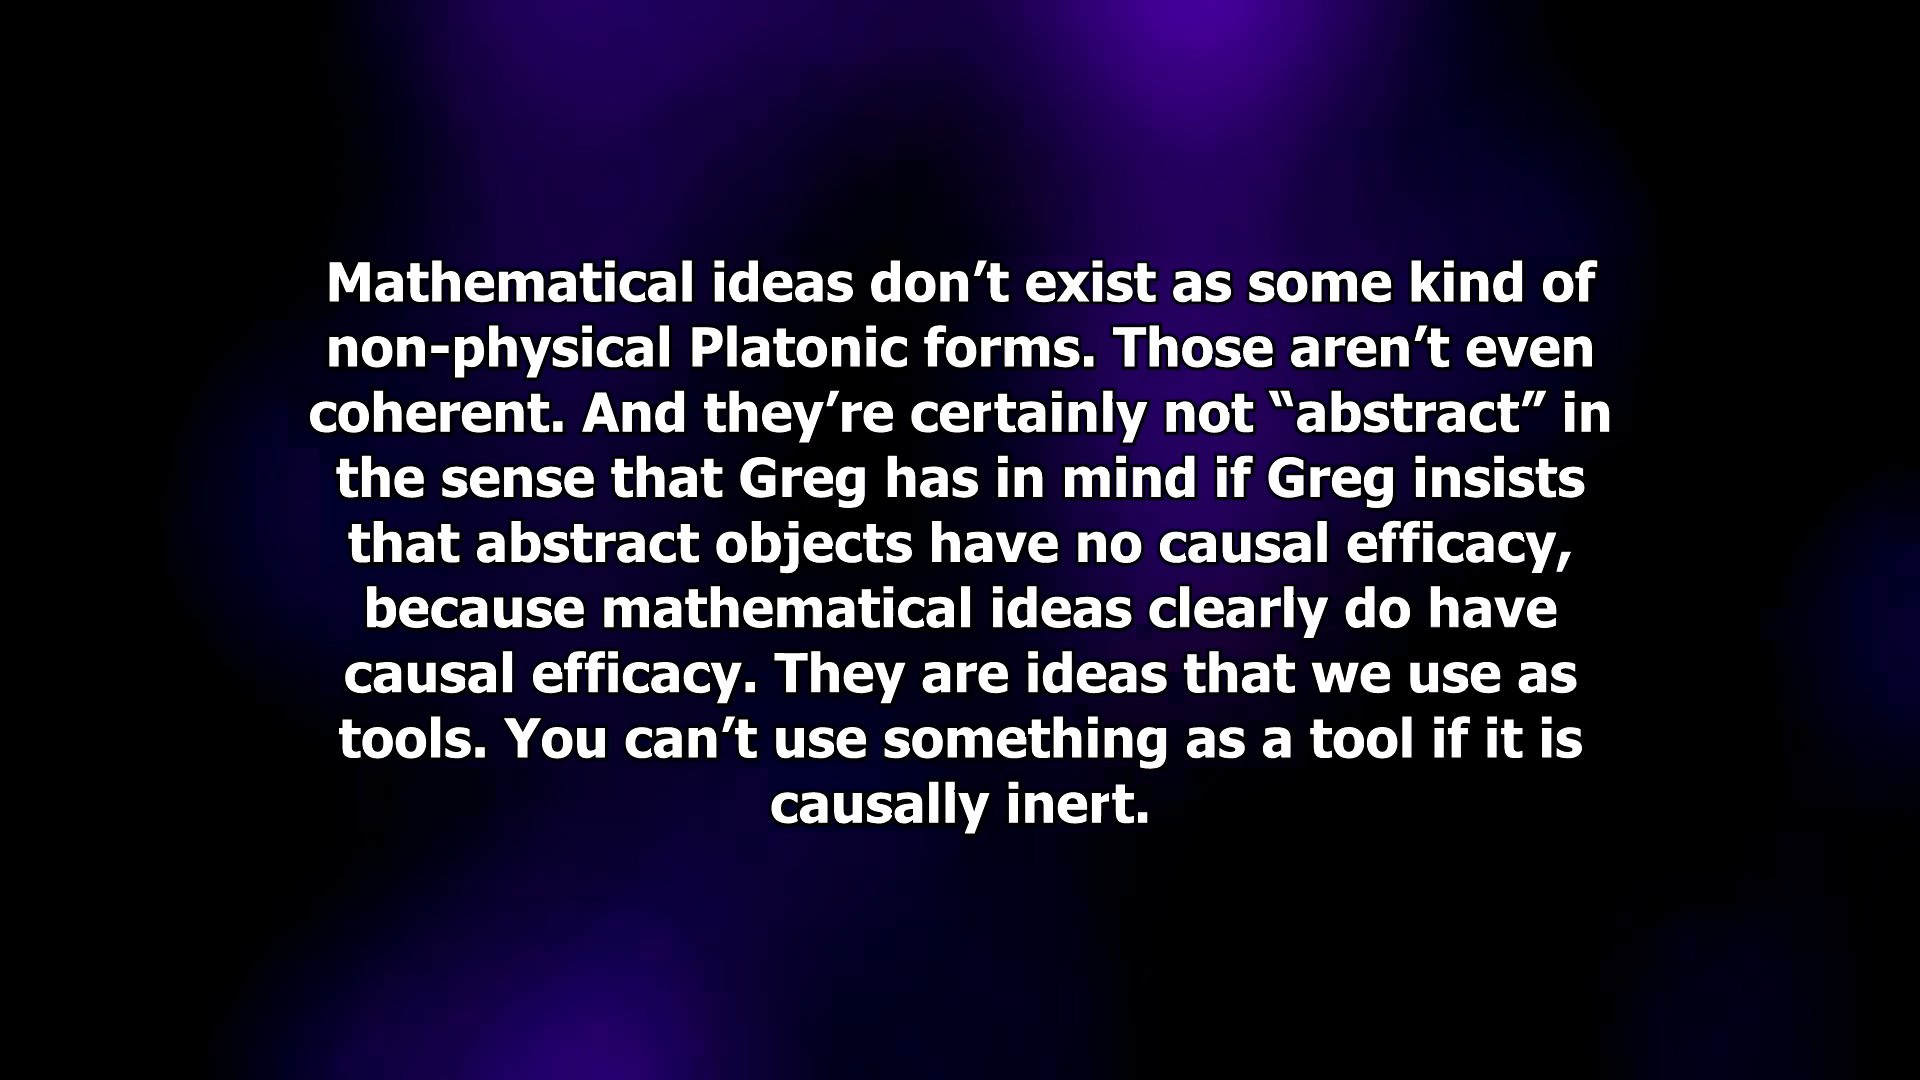 Mathematical ideas don’t exist as some kind of
non-physical Platonic forms. Those aren’t even
coherent. And they’re certainly not “abstract” in
the sense that Greg has in mind if Greg insists
that abstract objects have no causal efficacy,
because mathematical ideas clearly do have
causal efficacy. They are ideas that we use as
tools. You can’t use something as a tool if it is
causally inert.